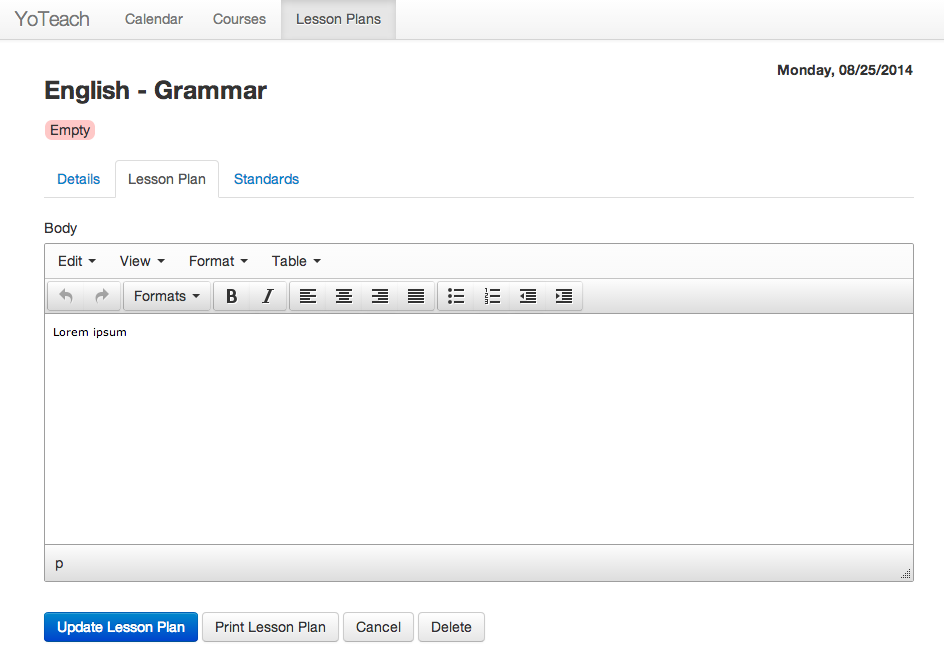 YoTeach Calendar Courses Lesson Plans
Monday, 08/25/2014
English - Grammar
Empty
Details Lesson Plan Standards
Body
Edit View Format Table
Formats B I
Lorem ipsum
p
Update Lesson Plan Print Lesson Plan Cancel Delete